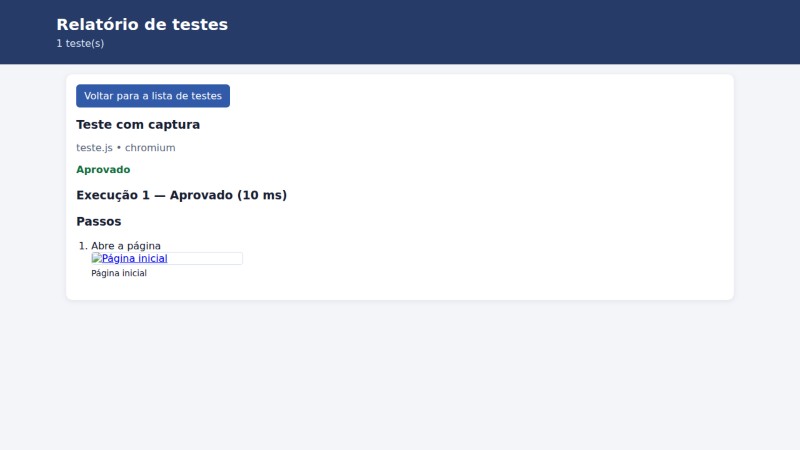 Relatório de testes
1 teste(s)
Voltar para a lista de testes
Teste com captura
teste.js • chromium
Aprovado
Execução 1 — Aprovado (10 ms)
Passos
1. Abre a página
Página inicial
Página inicial